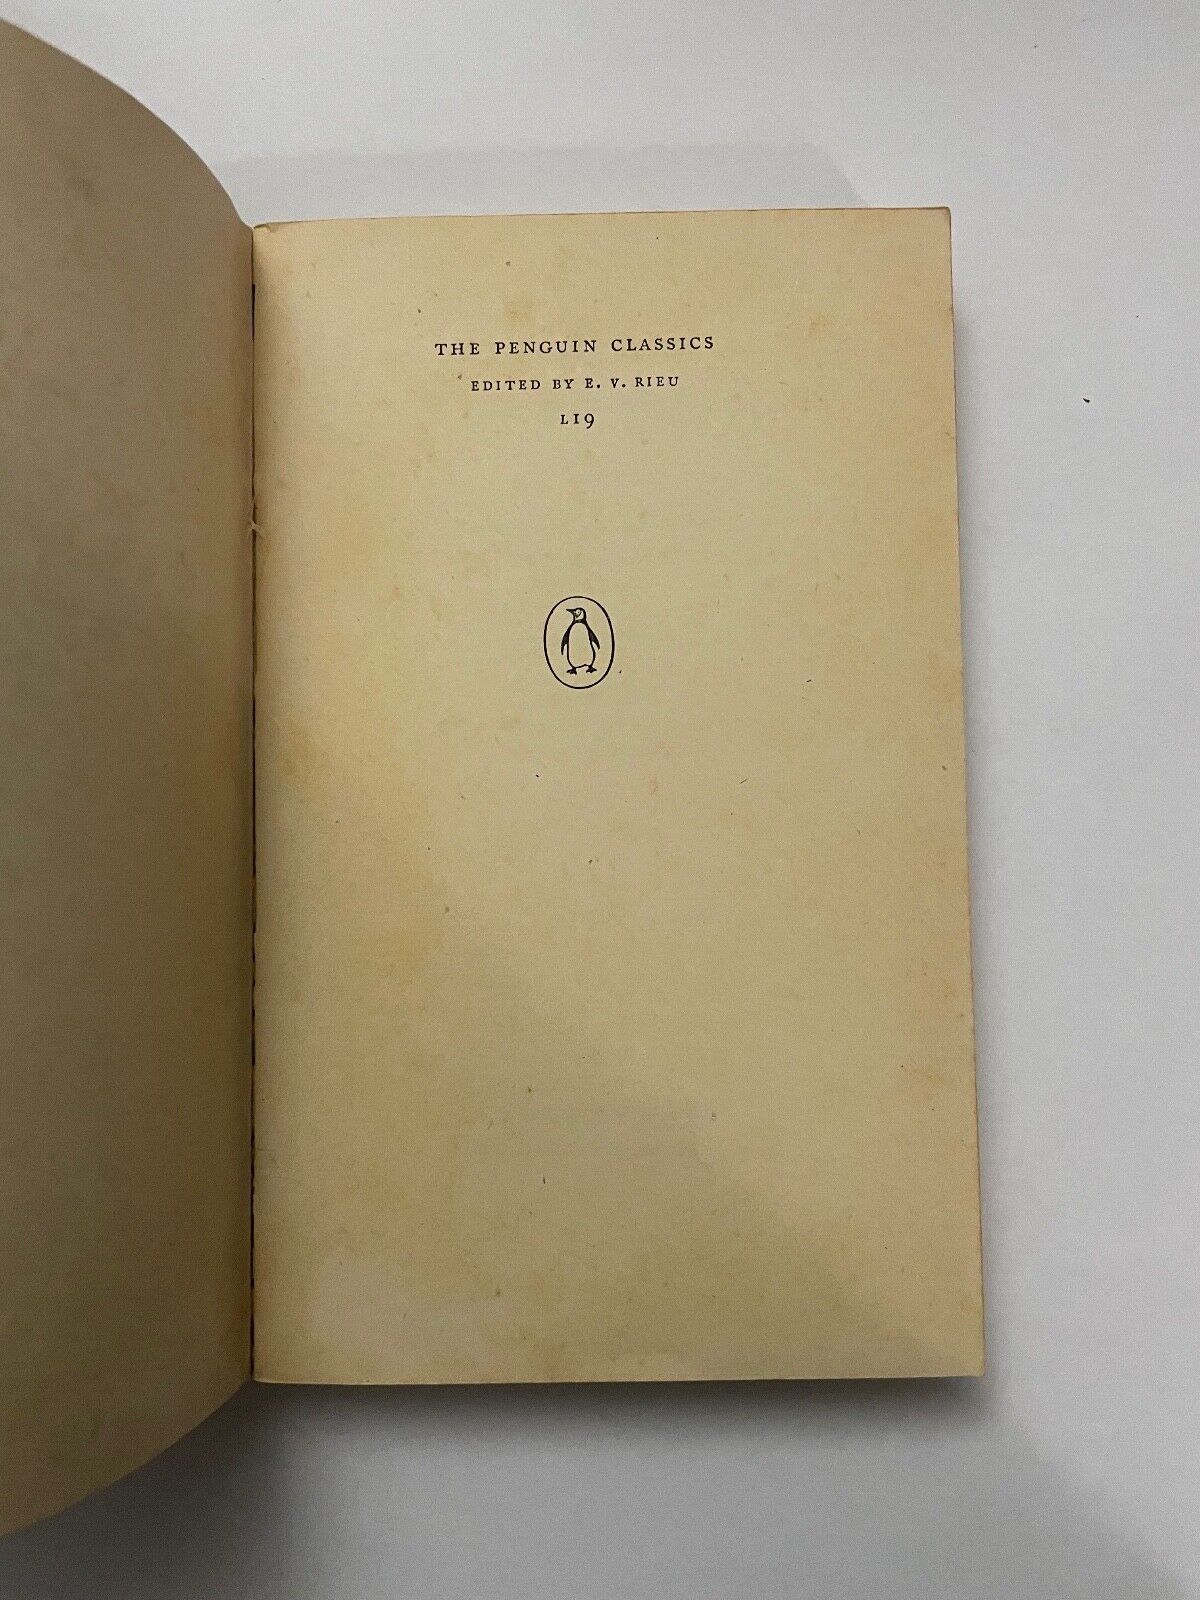 THE PENGUIN CLASSICS
EDITED BY E. V. RIEU
L19